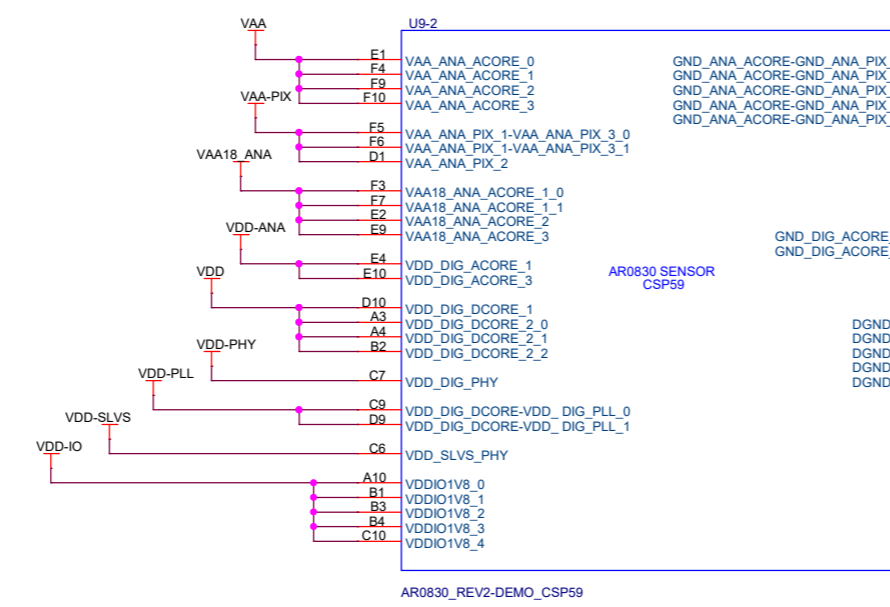 VAA
U9-2
E1 VAA_ANA_ACORE_0 GND_ANA_ACORE-GND_ANA_PIX_
F4 VAA_ANA_ACORE_1 GND_ANA_ACORE-GND_ANA_PIX_
F9 VAA_ANA_ACORE_2 GND_ANA_ACORE-GND_ANA_PIX_
VAA-PIX F10 VAA_ANA_ACORE_3 GND_ANA_ACORE-GND_ANA_PIX_
GND_ANA_ACORE-GND_ANA_PIX_
F5 VAA_ANA_PIX_1-VAA_ANA_PIX_3_0
F6 VAA_ANA_PIX_1-VAA_ANA_PIX_3_1
VAA18_ANA D1 VAA_ANA_PIX_2
F3 VAA18_ANA_ACORE_1_0
F7 VAA18_ANA_ACORE_1_1
E2 VAA18_ANA_ACORE_2
VDD-ANA E9 VAA18_ANA_ACORE_3 GND_DIG_ACORE_
GND_DIG_ACORE_
E4 VDD_DIG_ACORE_1
VDD E10 VDD_DIG_ACORE_3
AR0830 SENSOR
CSP59
D10 VDD_DIG_DCORE_1
A3 VDD_DIG_DCORE_2_0 DGND
A4 VDD_DIG_DCORE_2_1 DGND
VDD-PHY B2 VDD_DIG_DCORE_2_2 DGND
DGND
VDD-PLL C7 VDD_DIG_PHY DGND
C9 VDD_DIG_DCORE-VDD_ DIG_PLL_0
VDD-SLVS D9 VDD_DIG_DCORE-VDD_ DIG_PLL_1
VDD-IO C6 VDD_SLVS_PHY
A10 VDDIO1V8_0
B1 VDDIO1V8_1
B3 VDDIO1V8_2
B4 VDDIO1V8_3
C10 VDDIO1V8_4
AR0830_REV2-DEMO_CSP59